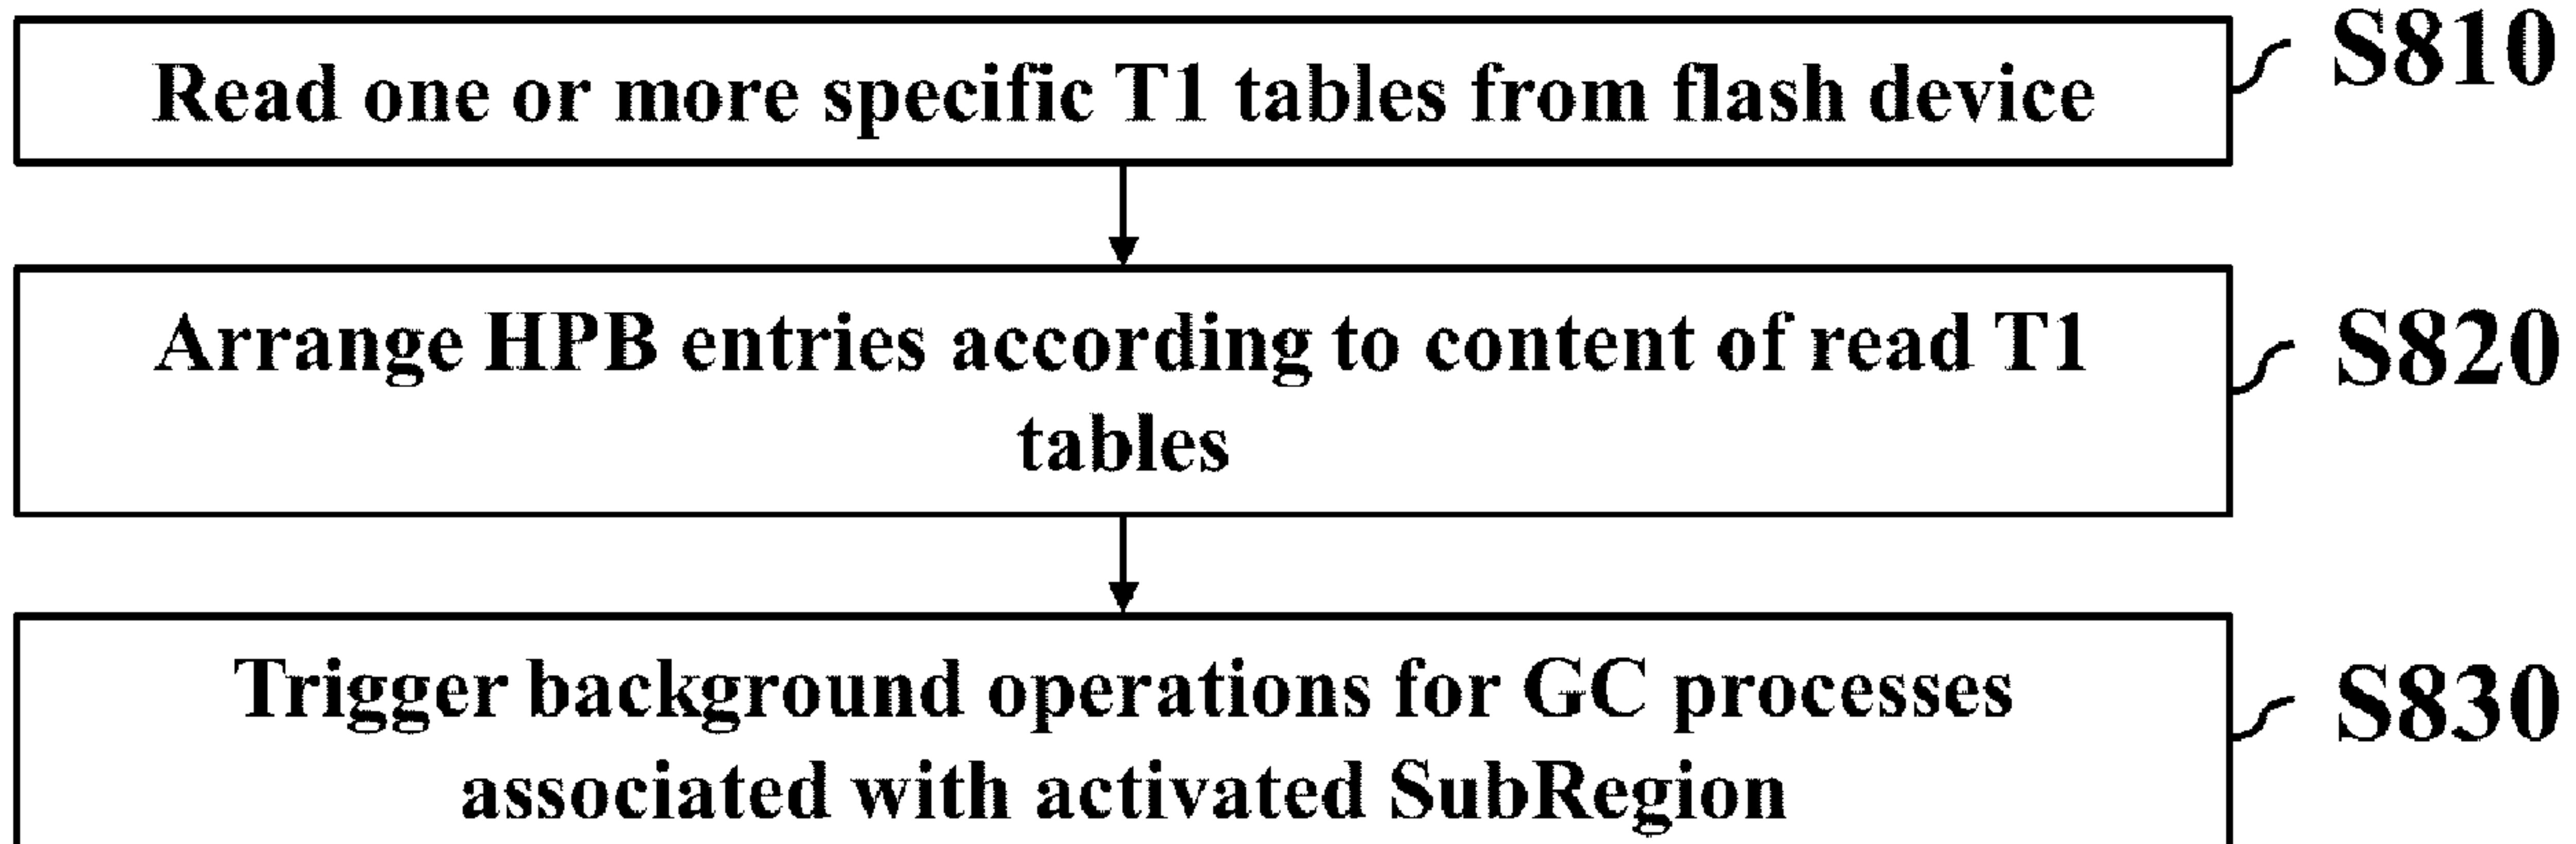 Read one or more specific T1 tables from flash device
S810
Arrange HPB entries according to content of read T1
tables
S820
Trigger background operations for GC processes
associated with activated SubRegion
S830